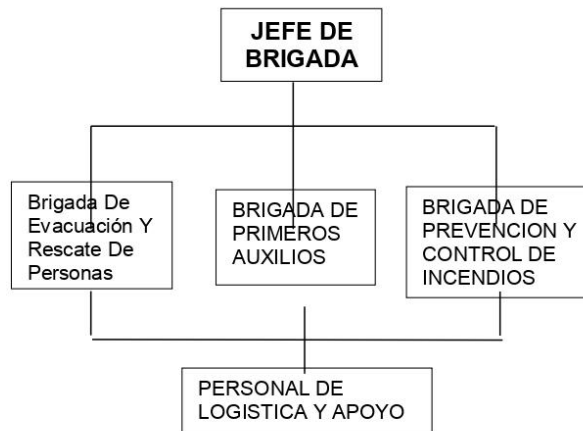 JEFE DE
BRIGADA
Brigada De
Evacuación Y
Rescate De
Personas
BRIGADA DE
PRIMEROS
AUXILIOS
BRIGADA DE
PREVENCION Y
CONTROL DE
INCENDIOS
PERSONAL DE
LOGISTICA Y APOYO